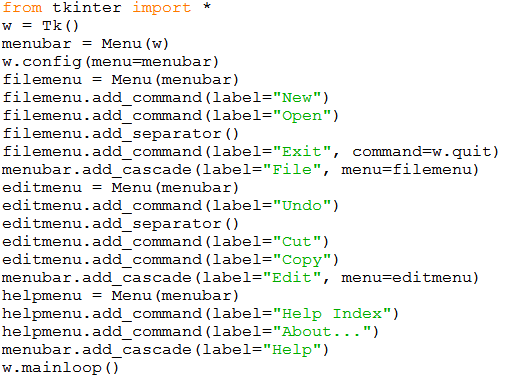 from tkinter import *
w = Tk()
menubar = Menu(w)
w.config(menu=menubar)
filemenu = Menu(menubar)
filemenu.add_command(label="New")
filemenu.add_command(label="Open")
filemenu.add_separator()
filemenu.add_command(label="Exit", command=w.quit)
menubar.add_cascade(label="File", menu=filemenu)
editmenu = Menu(menubar)
editmenu.add_command(label="Undo")
editmenu.add_separator()
editmenu.add_command(label="Cut")
editmenu.add_command(label="Copy")
menubar.add_cascade(label="Edit", menu=editmenu)
helpmenu = Menu(menubar)
helpmenu.add_command(label="Help Index")
helpmenu.add_command(label="About...")
menubar.add_cascade(label="Help")
w.mainloop()